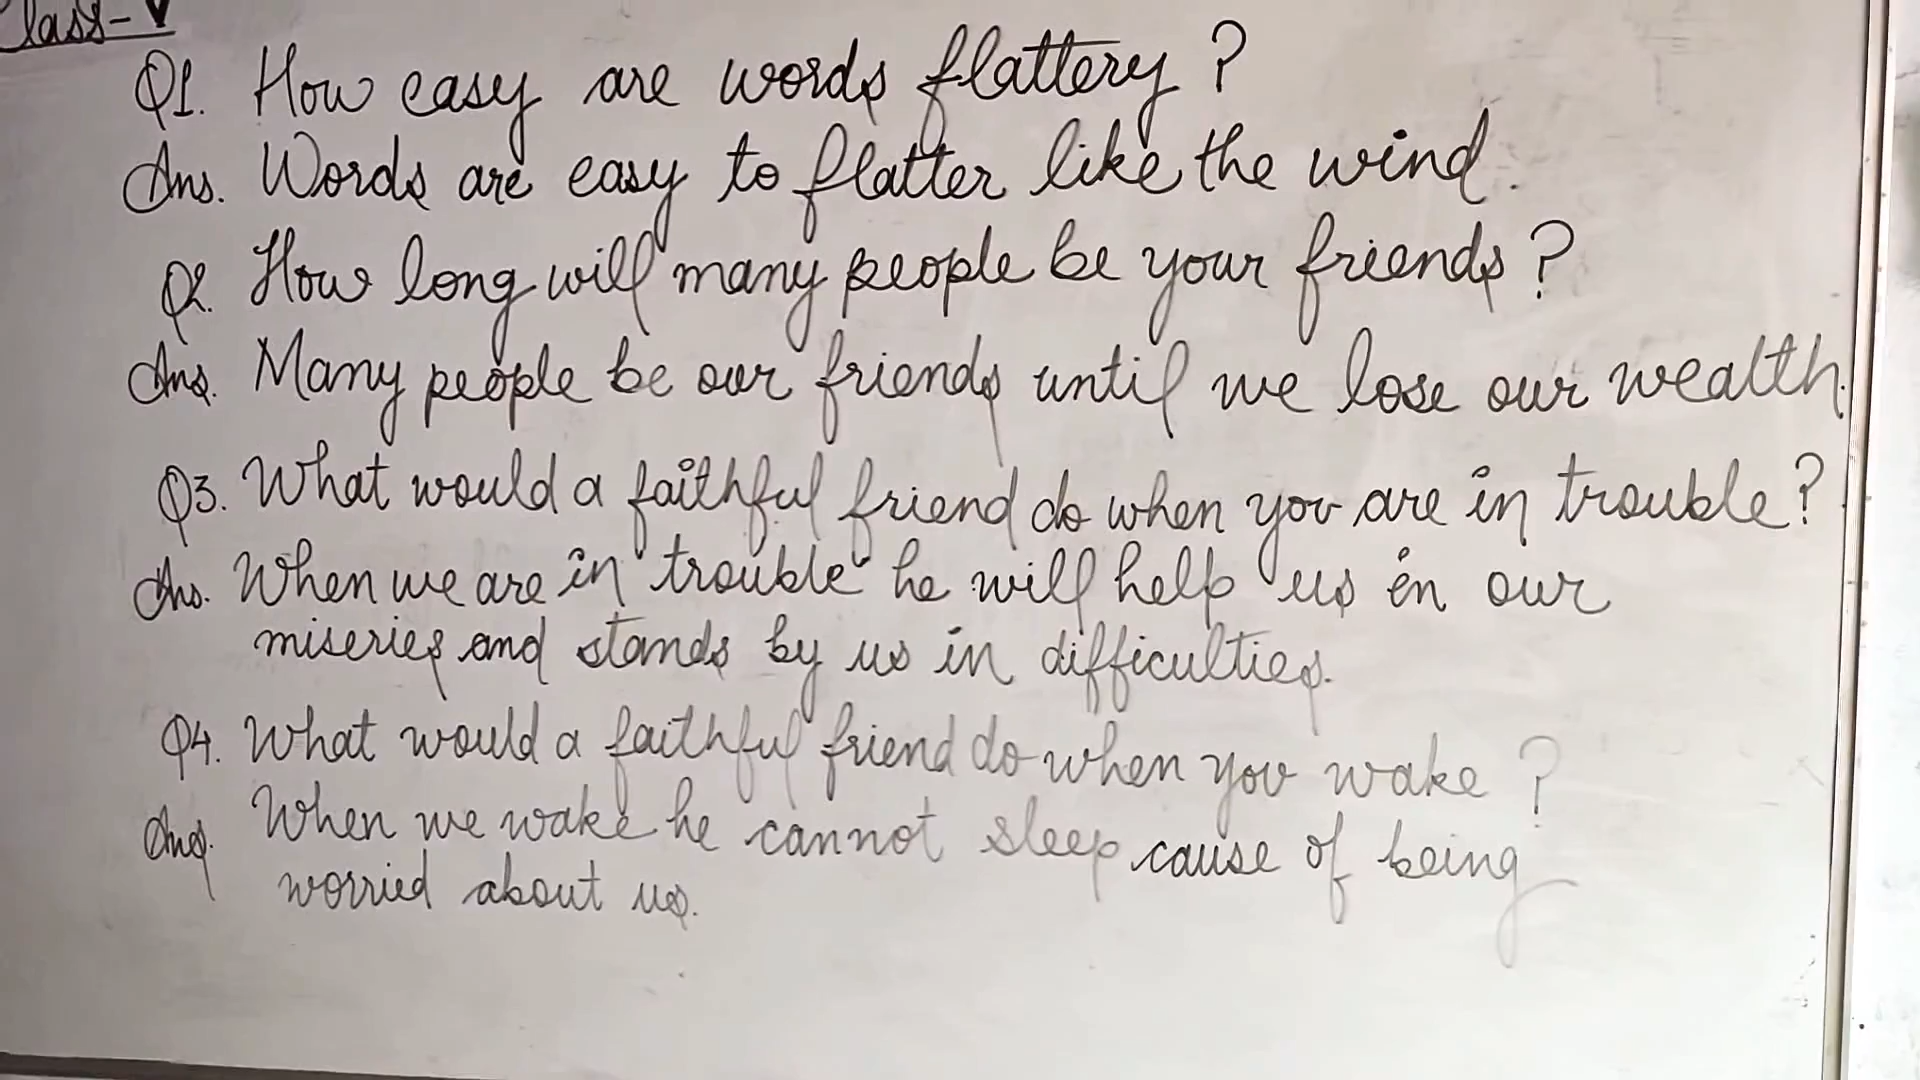 Class-V
Q1. How easy are words flattery?
Ans. Words are easy to flatter like the wind.
Q2. How long will many people be your friends?
Ans. Many people be our friends until we lose our wealth.
Q3. What would a faithful friend do when you are in trouble?
Ans. When we are in trouble he will help us in our
miseries and stands by us in difficulties.
Q4. What would a faithful friend do when you wake?
Ans. When we wake he cannot sleep cause of being
worried about us.